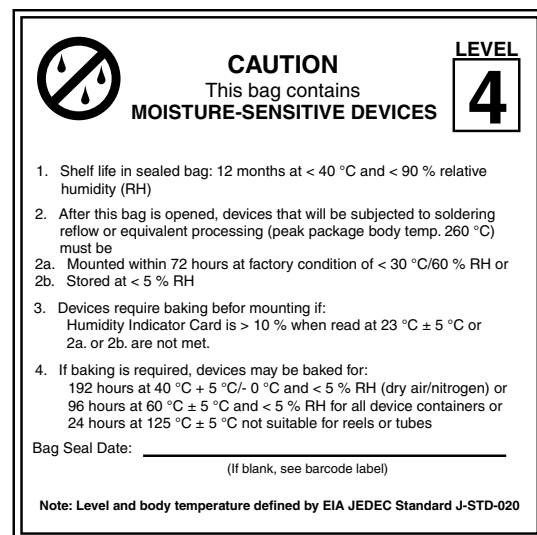 CAUTION
This bag contains
MOISTURE-SENSITIVE DEVICES
LEVEL
4
1. Shelf life in sealed bag: 12 months at < 40 °C and < 90 % relative
humidity (RH)
2. After this bag is opened, devices that will be subjected to soldering
reflow or equivalent processing (peak package body temp. 260 °C)
must be
2a. Mounted within 72 hours at factory condition of < 30 °C/60 % RH or
2b. Stored at < 5 % RH
3. Devices require baking befor mounting if:
Humidity Indicator Card is > 10 % when read at 23 °C ± 5 °C or
2a. or 2b. are not met.
4. If baking is required, devices may be baked for:
192 hours at 40 °C + 5 °C/- 0 °C and < 5 % RH (dry air/nitrogen) or
96 hours at 60 °C ± 5 °C and < 5 % RH for all device containers or
24 hours at 125 °C ± 5 °C not suitable for reels or tubes
Bag Seal Date:
(If blank, see barcode label)
Note: Level and body temperature defined by EIA JEDEC Standard J-STD-020